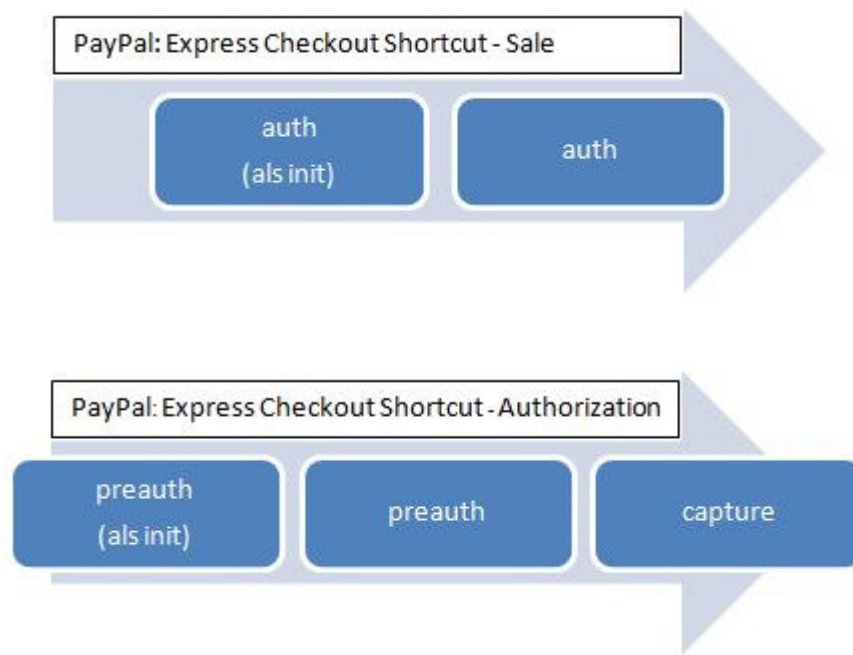 PayPal: Express Checkout Shortcut - Sale
auth
(als init)
auth
PayPal: Express Checkout Shortcut - Authorization
preauth
(als init)
preauth
capture